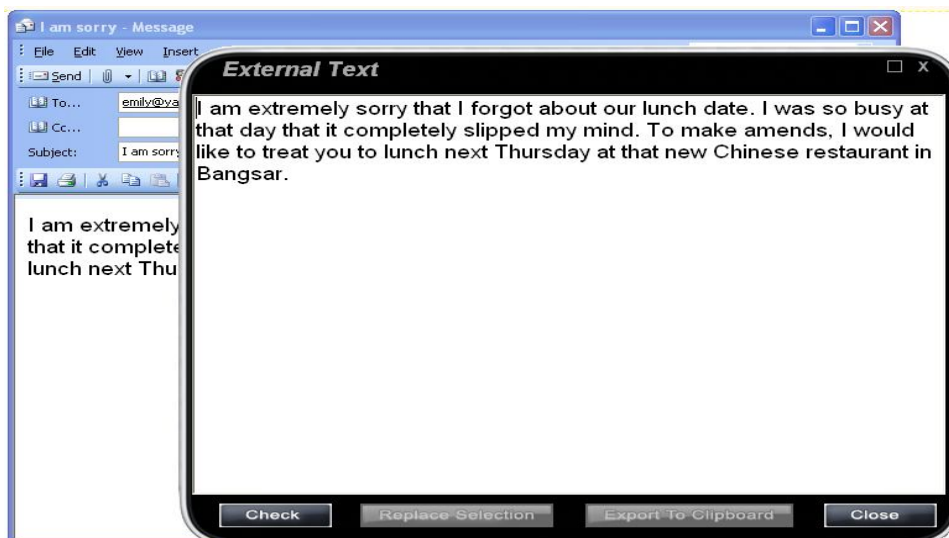 I am sorry - Message
File Edit View Insert
Send
To... emily@ya
Cc...
Subject: I am sorry
I am extremely
that it complete
lunch next Thu
External Text
I am extremely sorry that I forgot about our lunch date. I was so busy at
that day that it completely slipped my mind. To make amends, I would
like to treat you to lunch next Thursday at that new Chinese restaurant in
Bangsar.
Check Replace Selection Export To Clipboard Close